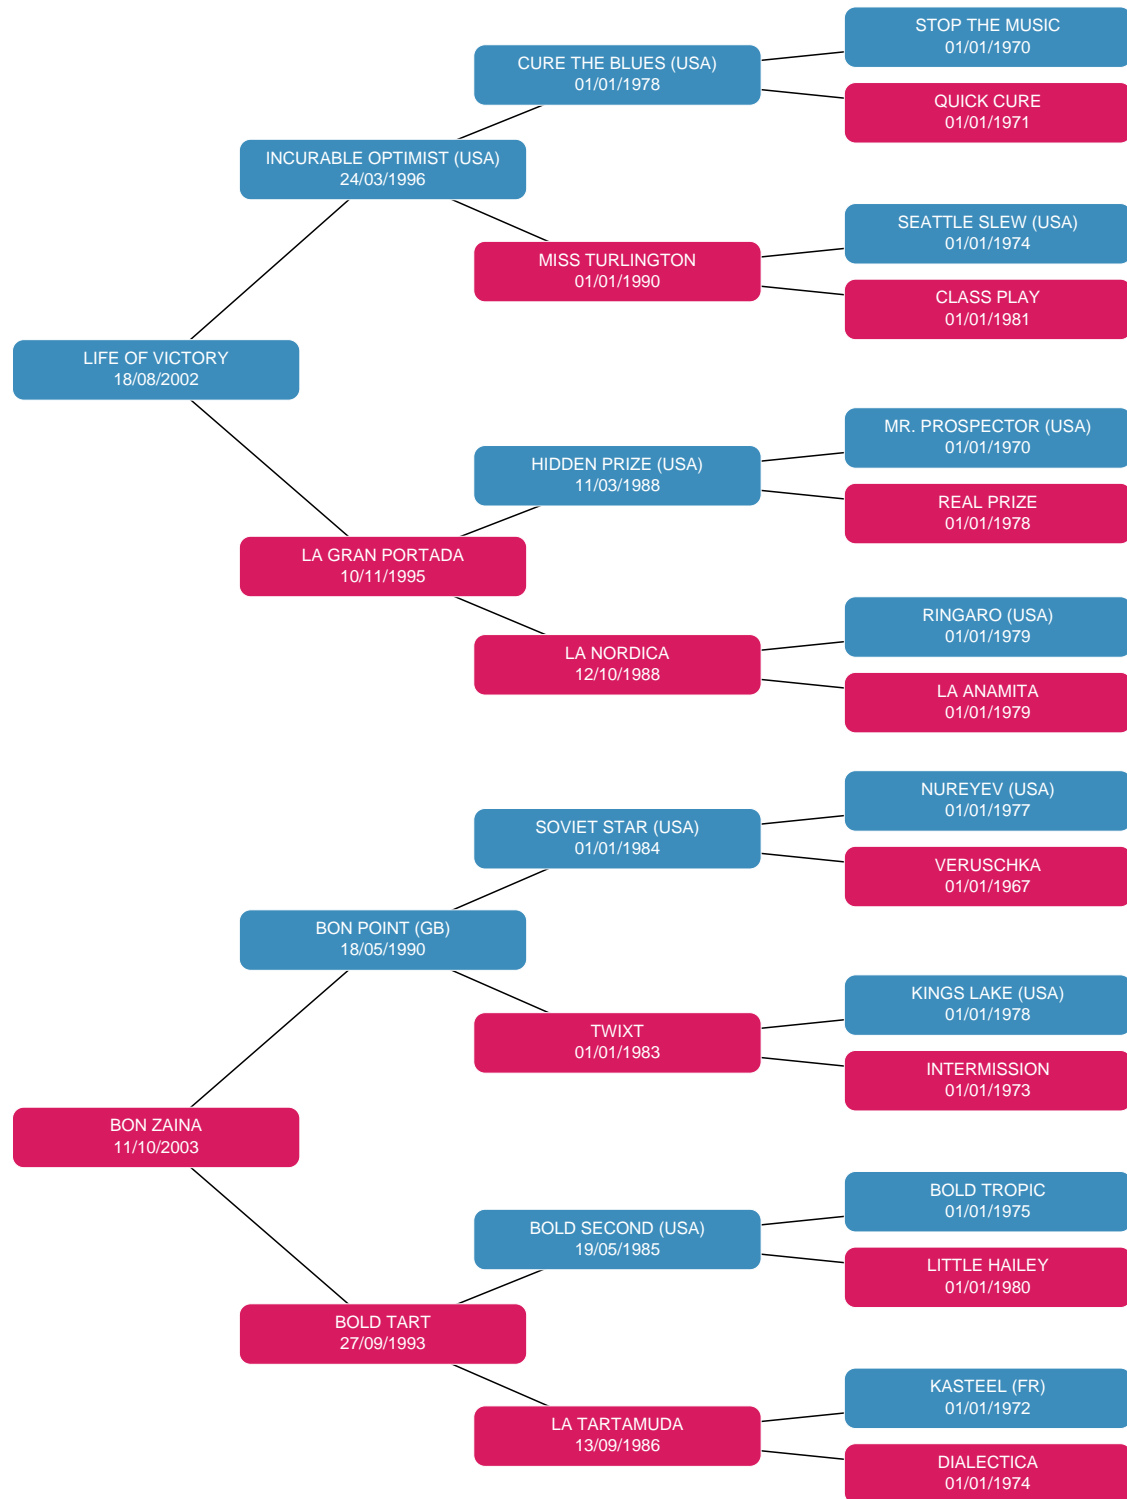 STOP THE MUSIC
01/01/1970
CURE THE BLUES (USA)
01/01/1978
QUICK CURE
01/01/1971
INCURABLE OPTIMIST (USA)
24/03/1996
SEATTLE SLEW (USA)
01/01/1974
MISS TURLINGTON
01/01/1990
CLASS PLAY
01/01/1981
LIFE OF VICTORY
18/08/2002
MR. PROSPECTOR (USA)
01/01/1970
HIDDEN PRIZE (USA)
11/03/1988
REAL PRIZE
01/01/1978
LA GRAN PORTADA
10/11/1995
RINGARO (USA)
01/01/1979
LA NORDICA
12/10/1988
LA ANAMITA
01/01/1979
NUREYEV (USA)
01/01/1977
SOVIET STAR (USA)
01/01/1984
VERUSCHKA
01/01/1967
BON POINT (GB)
18/05/1990
KINGS LAKE (USA)
01/01/1978
TWIXT
01/01/1983
INTERMISSION
01/01/1973
BON ZAINA
11/10/2003
BOLD TROPIC
01/01/1975
BOLD SECOND (USA)
19/05/1985
LITTLE HAILEY
01/01/1980
BOLD TART
27/09/1993
KASTEEL (FR)
01/01/1972
LA TARTAMUDA
13/09/1986
DIALECTICA
01/01/1974